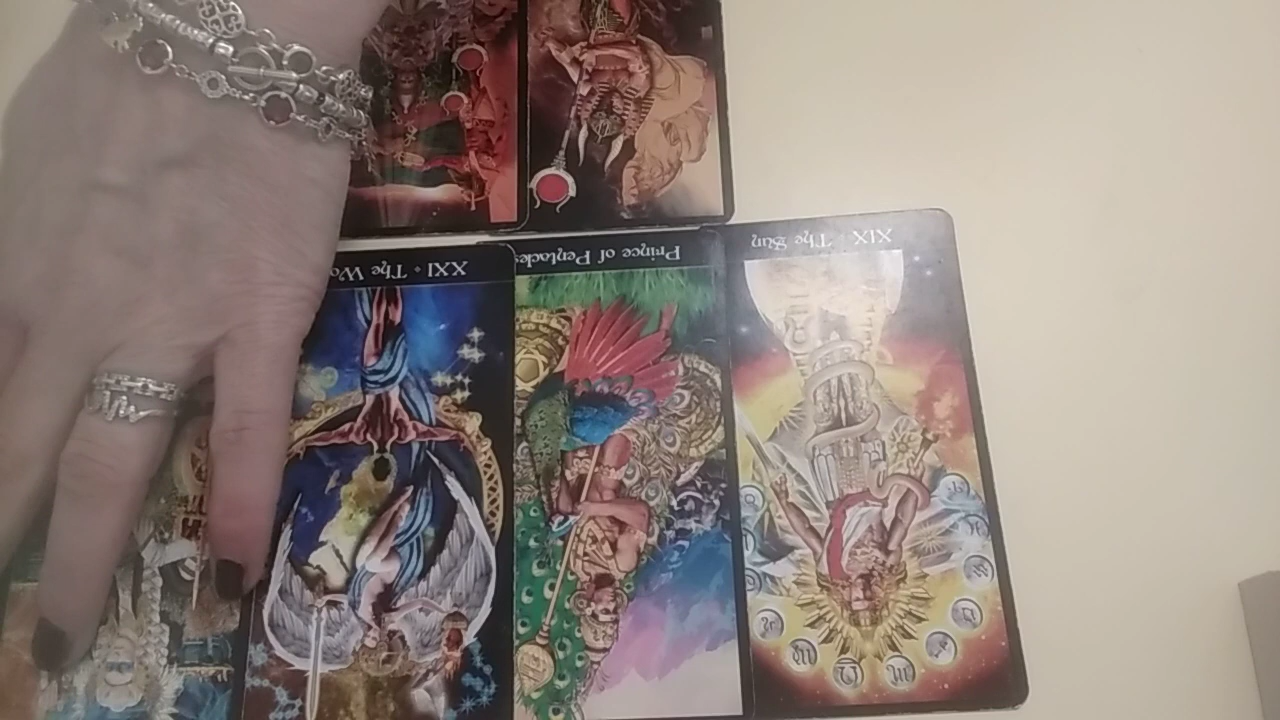 XXI • The Wo
Prince of Pentacles
XIX • The Sun